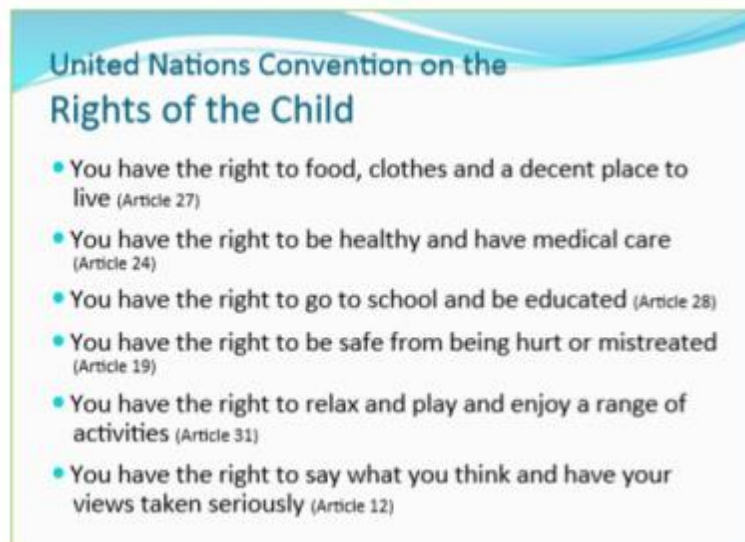 United Nations Convention on the
Rights of the Child
• You have the right to food, clothes and a decent place to
live (Article 27)
• You have the right to be healthy and have medical care
(Article 24)
• You have the right to go to school and be educated (Article 28)
• You have the right to be safe from being hurt or mistreated
(Article 19)
• You have the right to relax and play and enjoy a range of
activities (Article 31)
• You have the right to say what you think and have your
views taken seriously (Article 12)